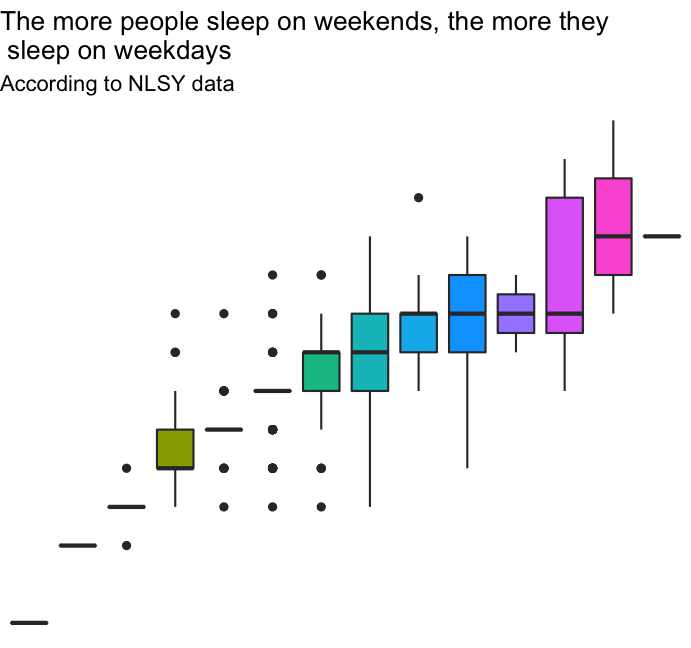 The more people sleep on weekends, the more they
sleep on weekdays
According to NLSY data